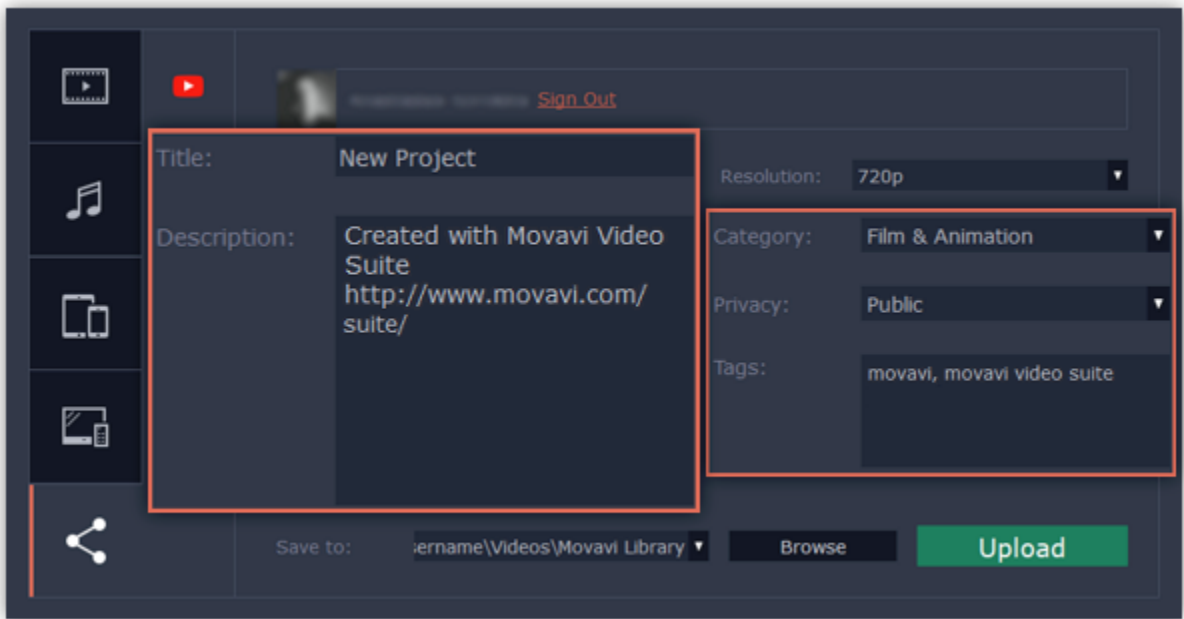 Sign Out
Title:
New Project
Description:
Created with Movavi Video
Suite
http://www.movavi.com/
suite/
Resolution:
720p
Category:
Film & Animation
Privacy:
Public
Tags:
movavi, movavi video suite
Save to:
sername\Videos\Movavi Library
Browse
Upload